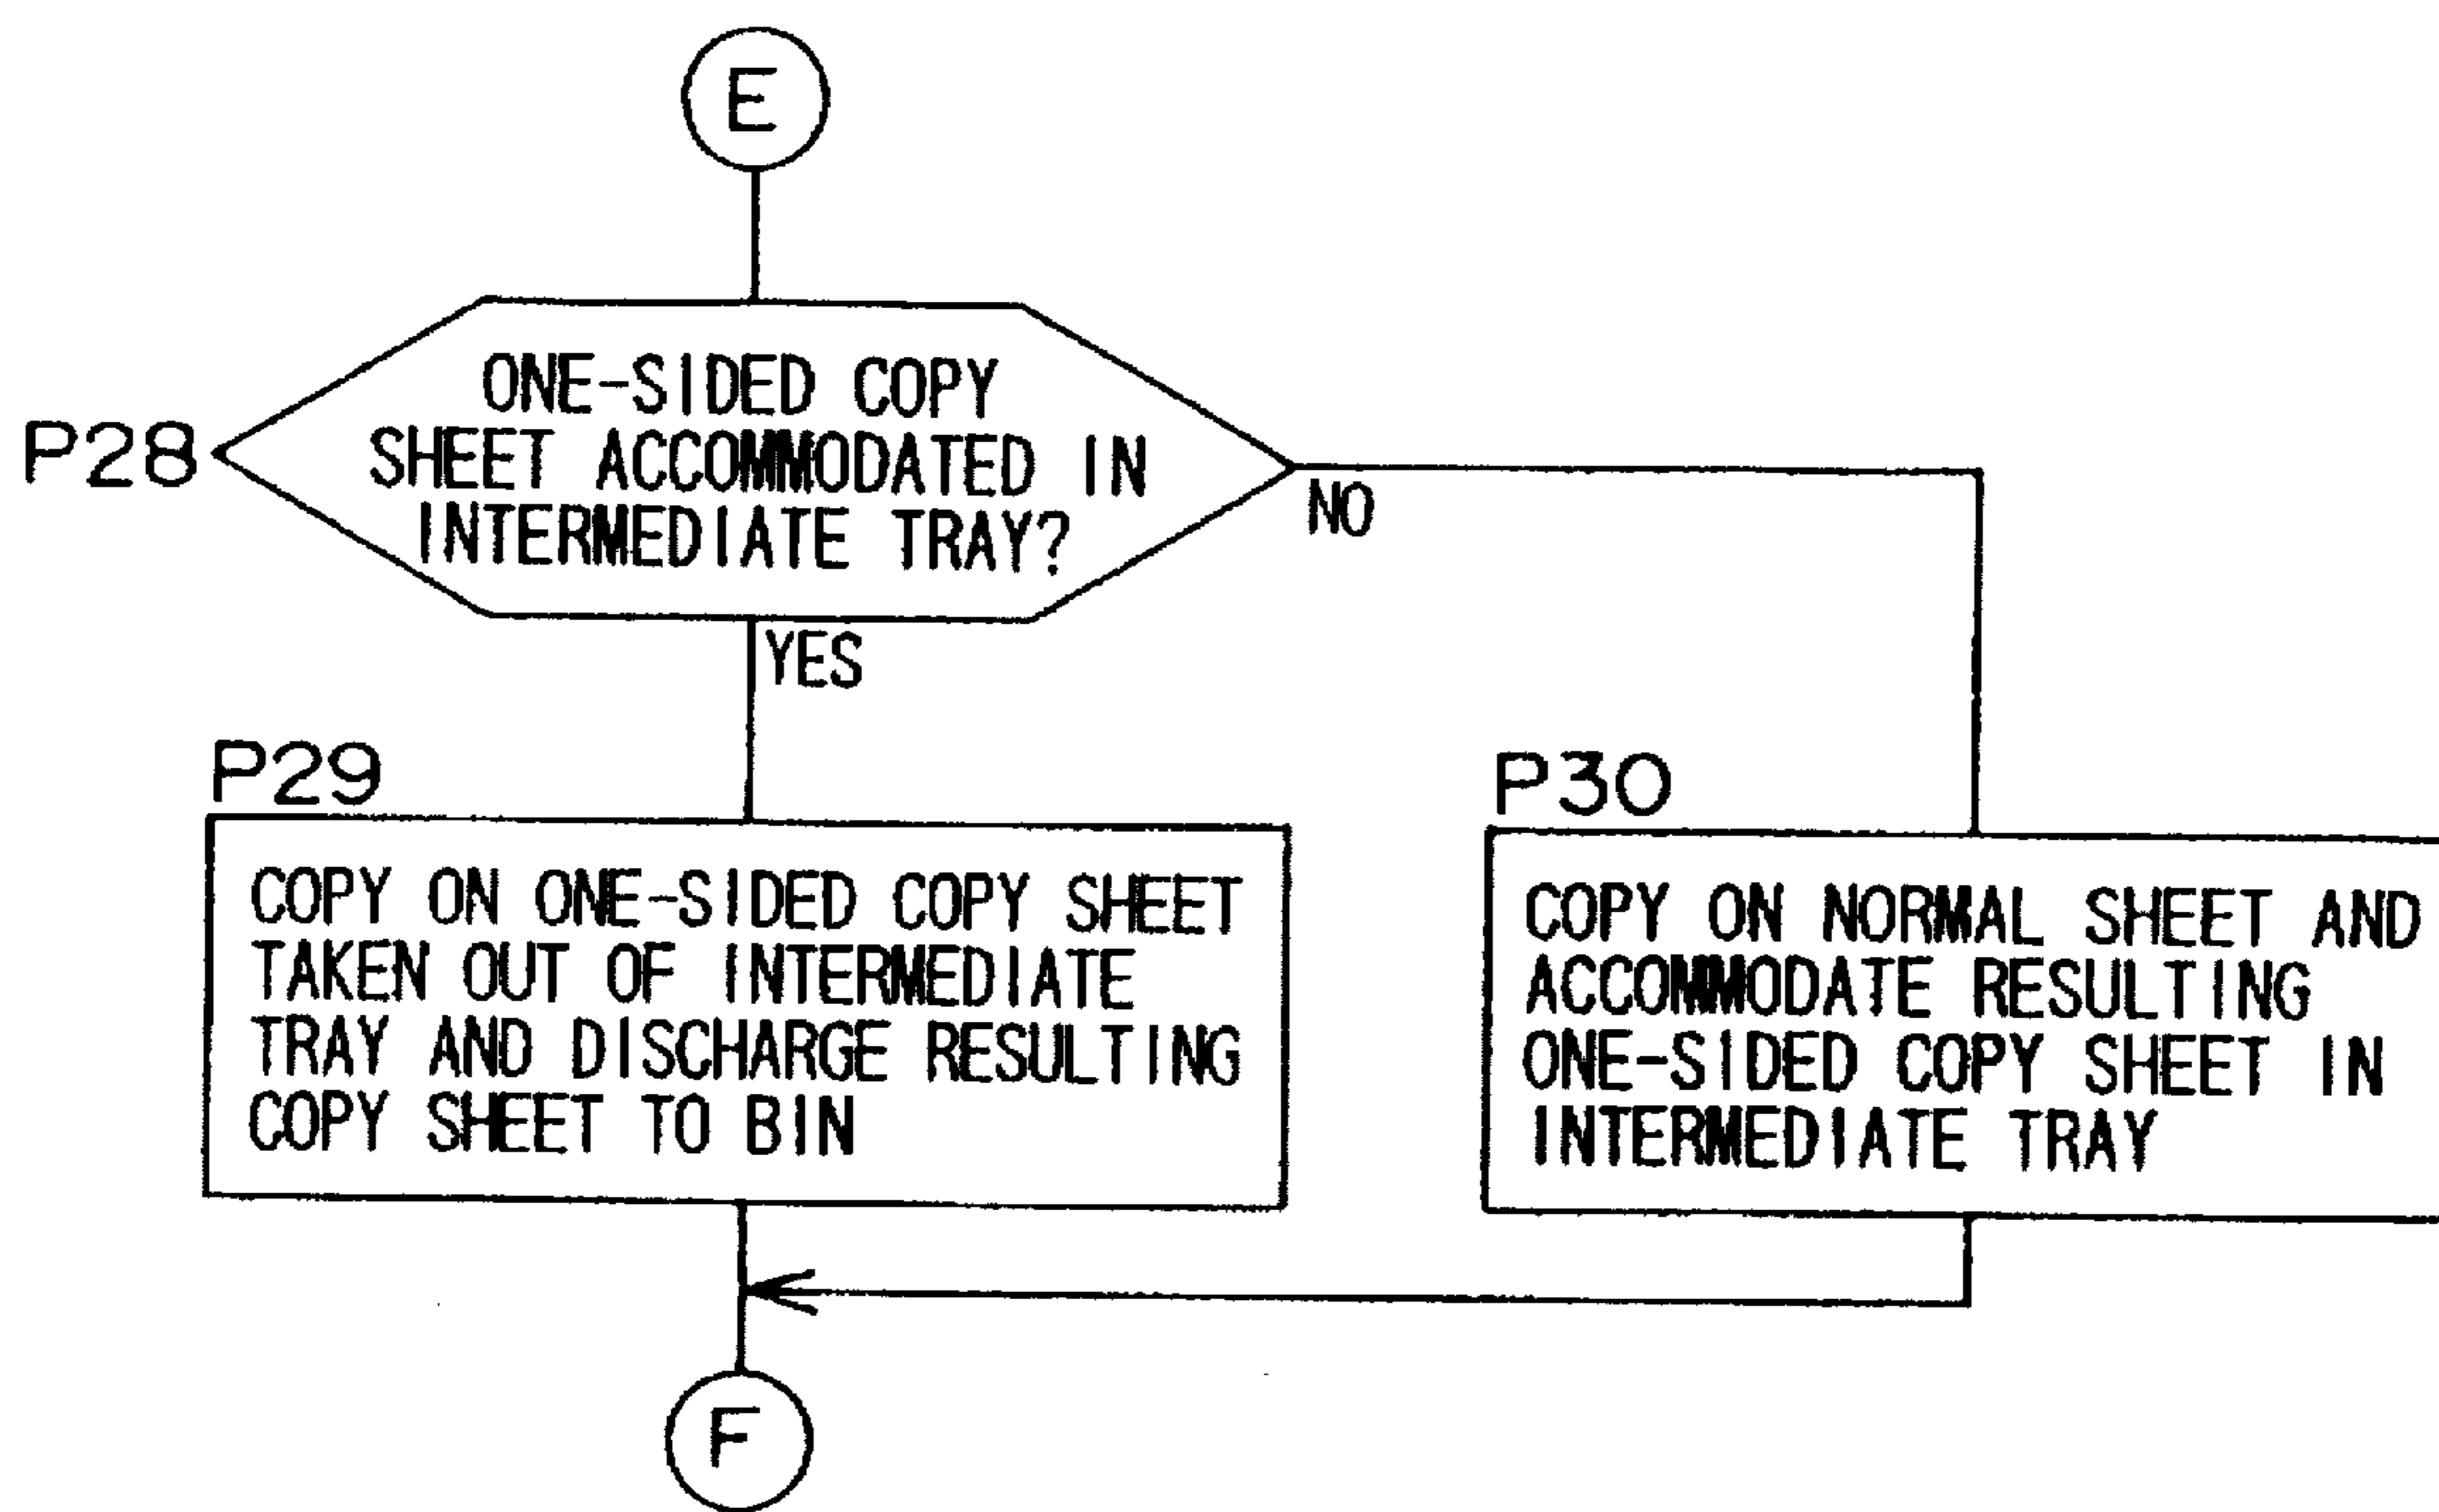 E
P28
ONE-SIDED COPY
SHEET ACCOMMODATED IN
INTERMEDIATE TRAY?
NO
YES
P29
COPY ON ONE-SIDED COPY SHEET
TAKEN OUT OF INTERMEDIATE
TRAY AND DISCHARGE RESULTING
COPY SHEET TO BIN
P30
COPY ON NORMAL SHEET AND
ACCOMMODATE RESULTING
ONE-SIDED COPY SHEET IN
INTERMEDIATE TRAY
F